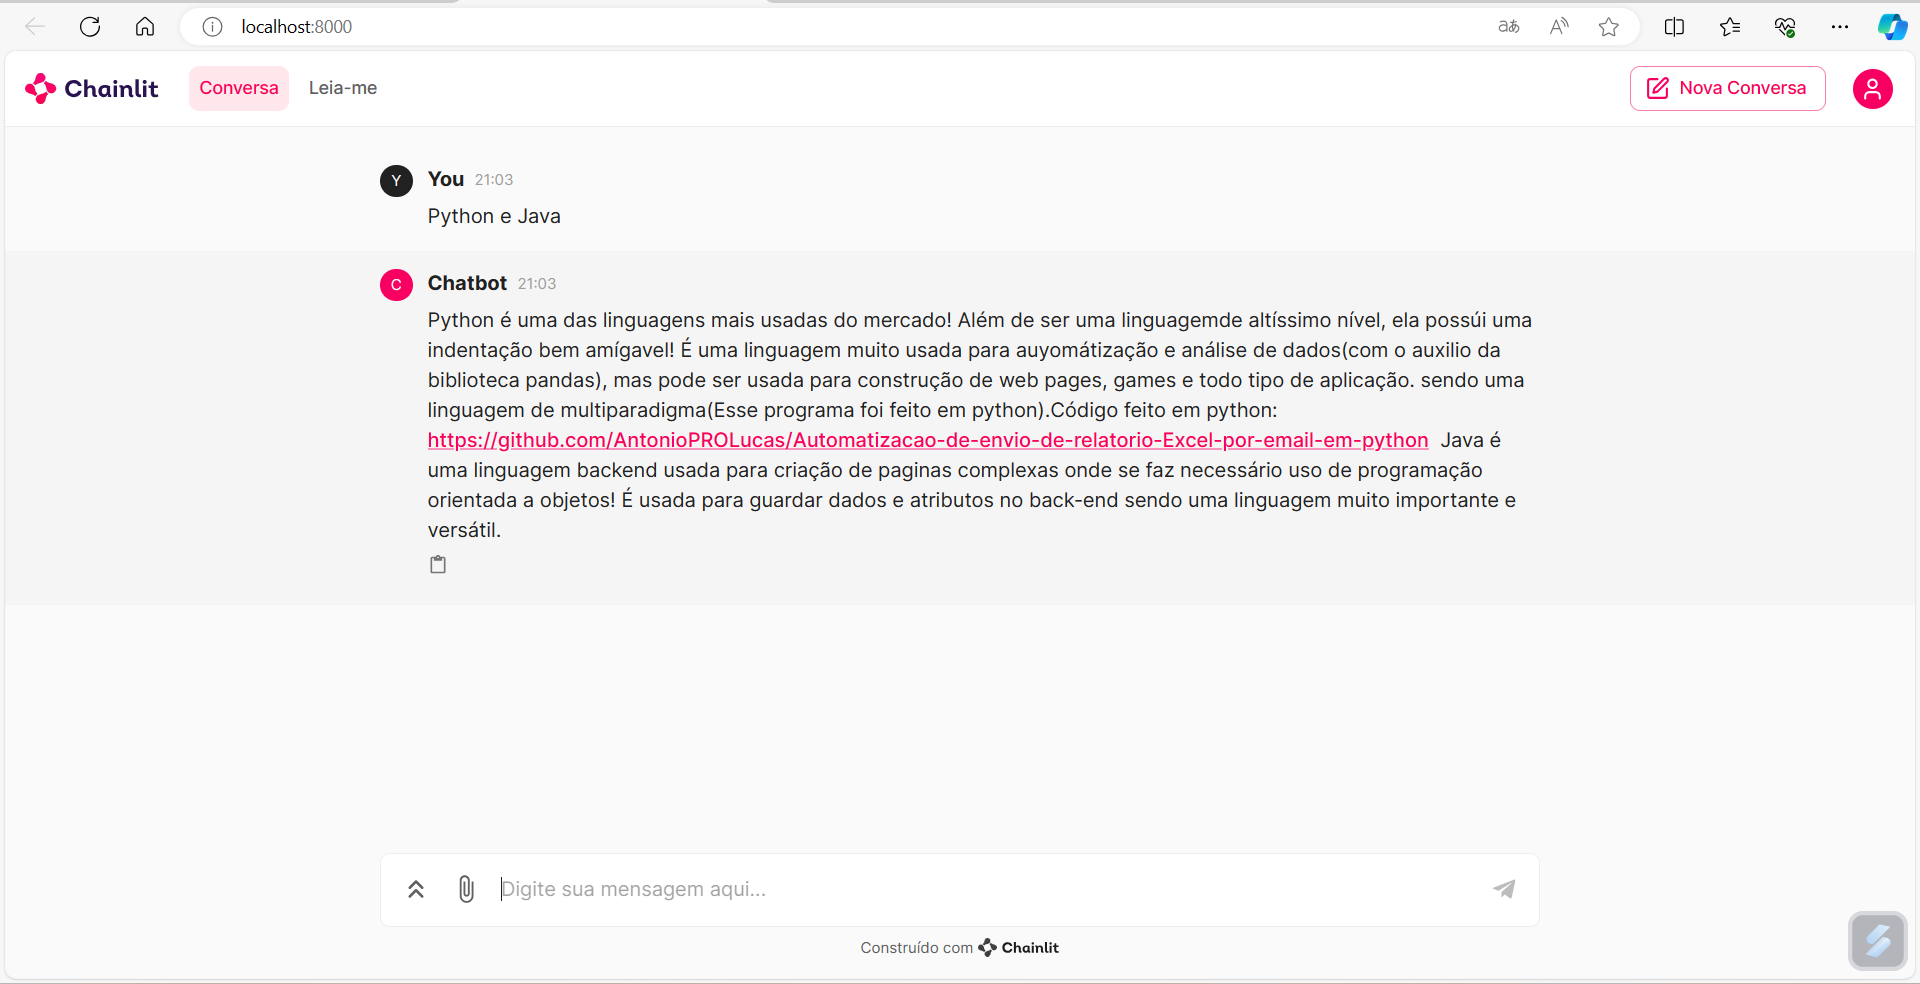 localhost:8000
Chainlit
Conversa
Leia-me
Nova Conversa
Y
You 21:03
Python e Java
C
Chatbot 21:03
Python é uma das linguagens mais usadas do mercado! Além de ser uma linguagemde altíssimo nível, ela possúi uma
indentação bem amígavel! É uma linguagem muito usada para auyomátização e análise de dados(com o auxilio da
biblioteca pandas), mas pode ser usada para construção de web pages, games e todo tipo de aplicação. sendo uma
linguagem de multiparadigma(Esse programa foi feito em python).Código feito em python:
https://github.com/AntonioPROLucas/Automatizacao-de-envio-de-relatorio-Excel-por-email-em-python Java é
uma linguagem backend usada para criação de paginas complexas onde se faz necessário uso de programação
orientada a objetos! É usada para guardar dados e atributos no back-end sendo uma linguagem muito importante e
versátil.
Digite sua mensagem aqui...
Construído com Chainlit